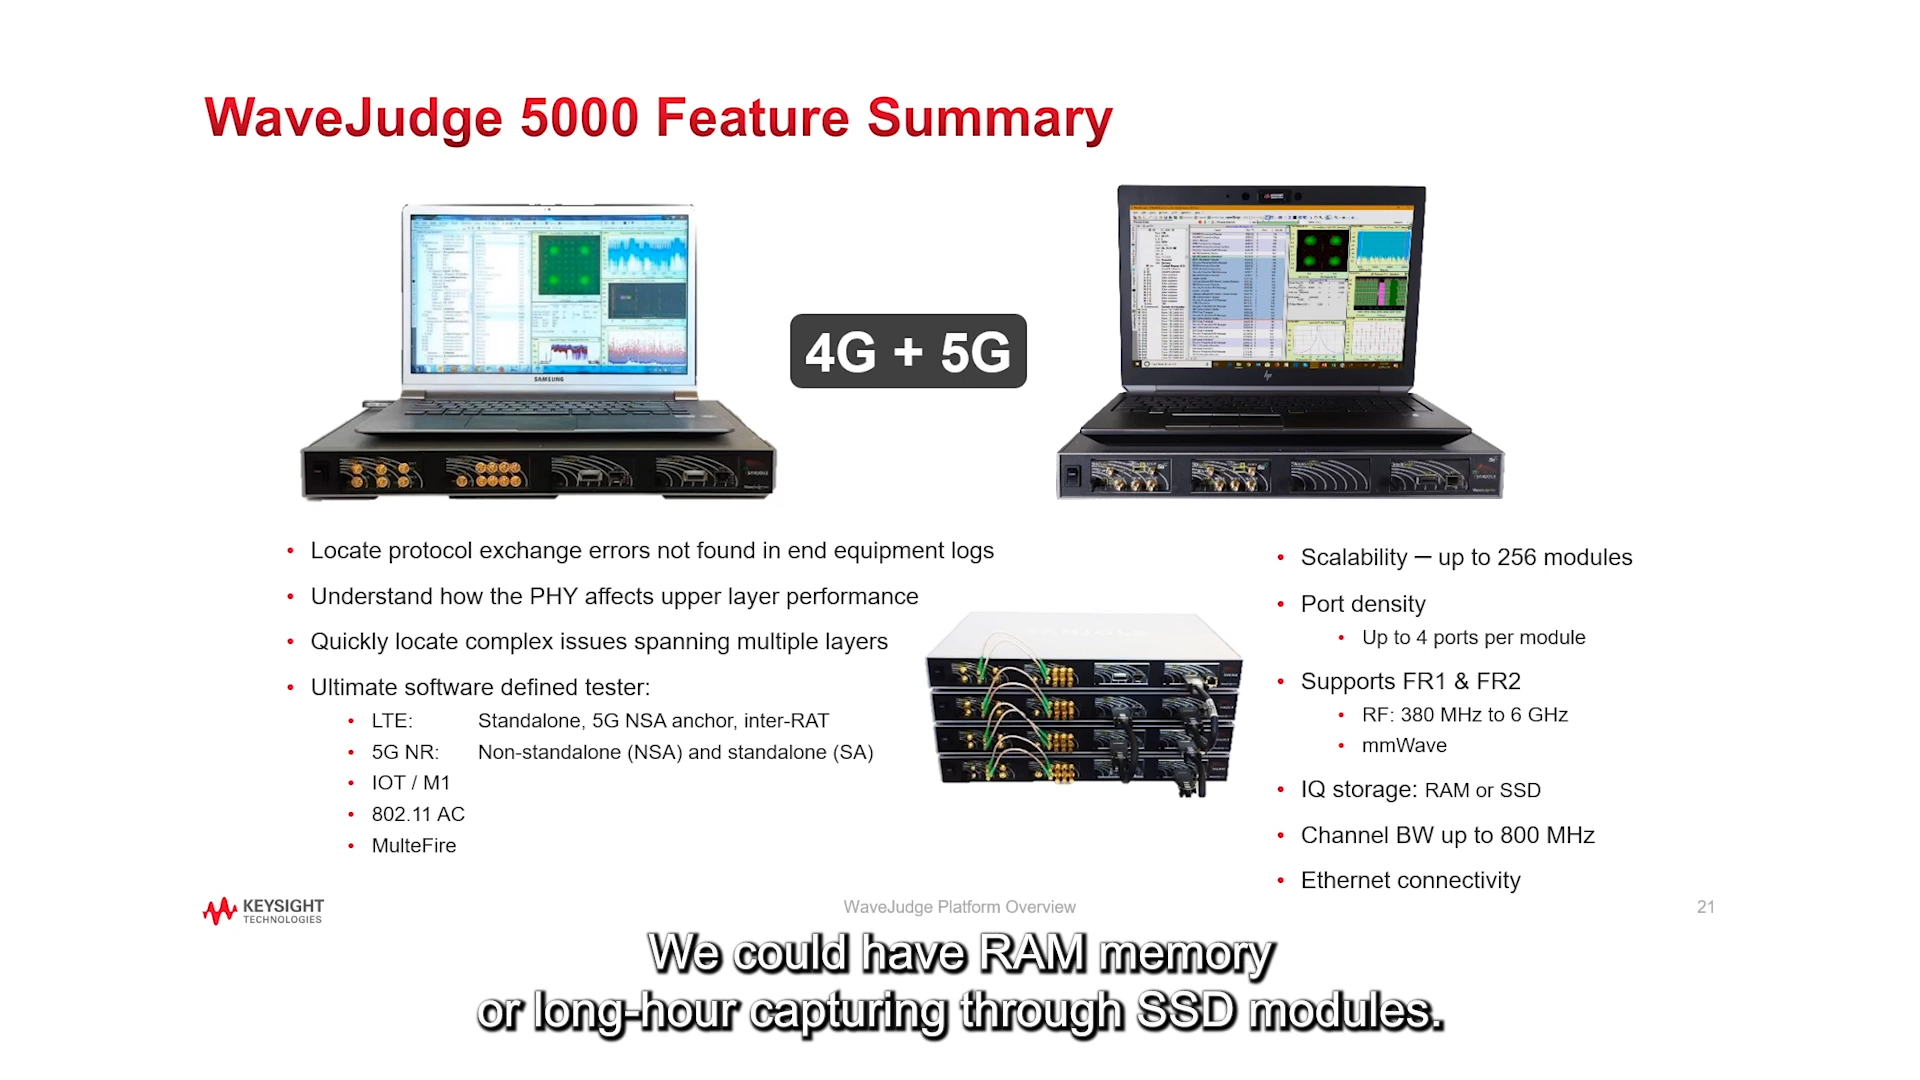 WaveJudge 5000 Feature Summary
SAMSUNG
4G + 5G
hp
• Locate protocol exchange errors not found in end equipment logs
• Understand how the PHY affects upper layer performance
• Quickly locate complex issues spanning multiple layers
• Ultimate software defined tester:
• LTE: Standalone, 5G NSA anchor, inter-RAT
• 5G NR: Non-standalone (NSA) and standalone (SA)
• IOT / M1
• 802.11 AC
• MulteFire
• Scalability – up to 256 modules
• Port density
• Up to 4 ports per module
• Supports FR1 & FR2
• RF: 380 MHz to 6 GHz
• mmWave
• IQ storage: RAM or SSD
• Channel BW up to 800 MHz
• Ethernet connectivity
KEYSIGHT
TECHNOLOGIES
WaveJudge Platform Overview
21
We could have RAM memory
or long-hour capturing through SSD modules.